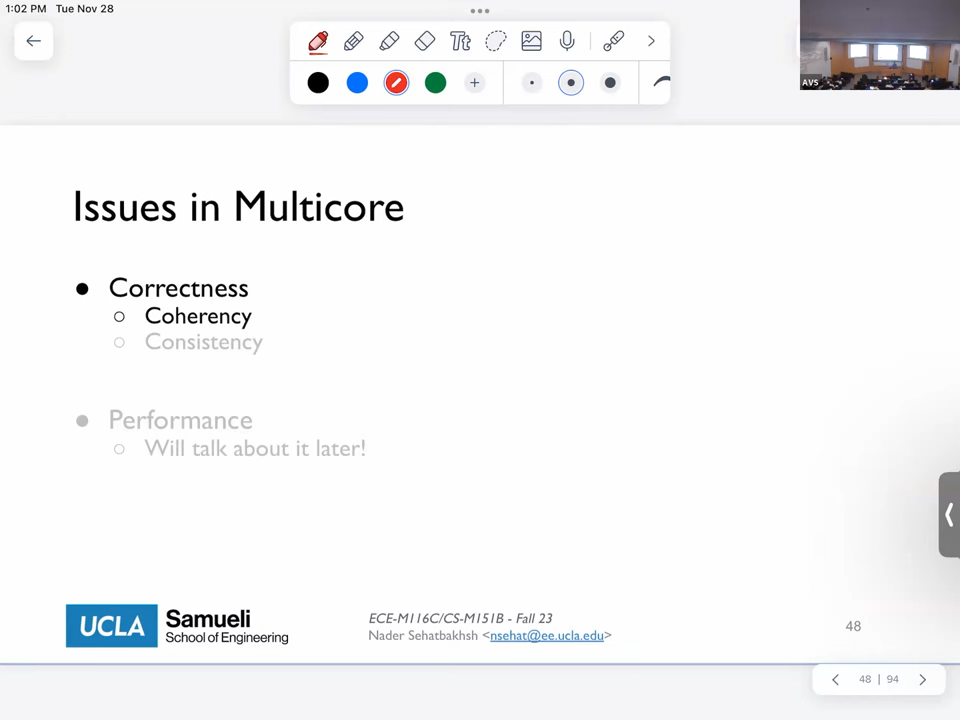 1:02 PM Tue Nov 28
Tt
AVS
Issues in Multicore
● Correctness
○ Coherency
○ Consistency
● Performance
○ Will talk about it later!
UCLA Samueli
School of Engineering
ECE-M116C/CS-M151B - Fall 23
Nader Sehatbakhsh <nsehat@ee.ucla.edu>
48
48 | 94